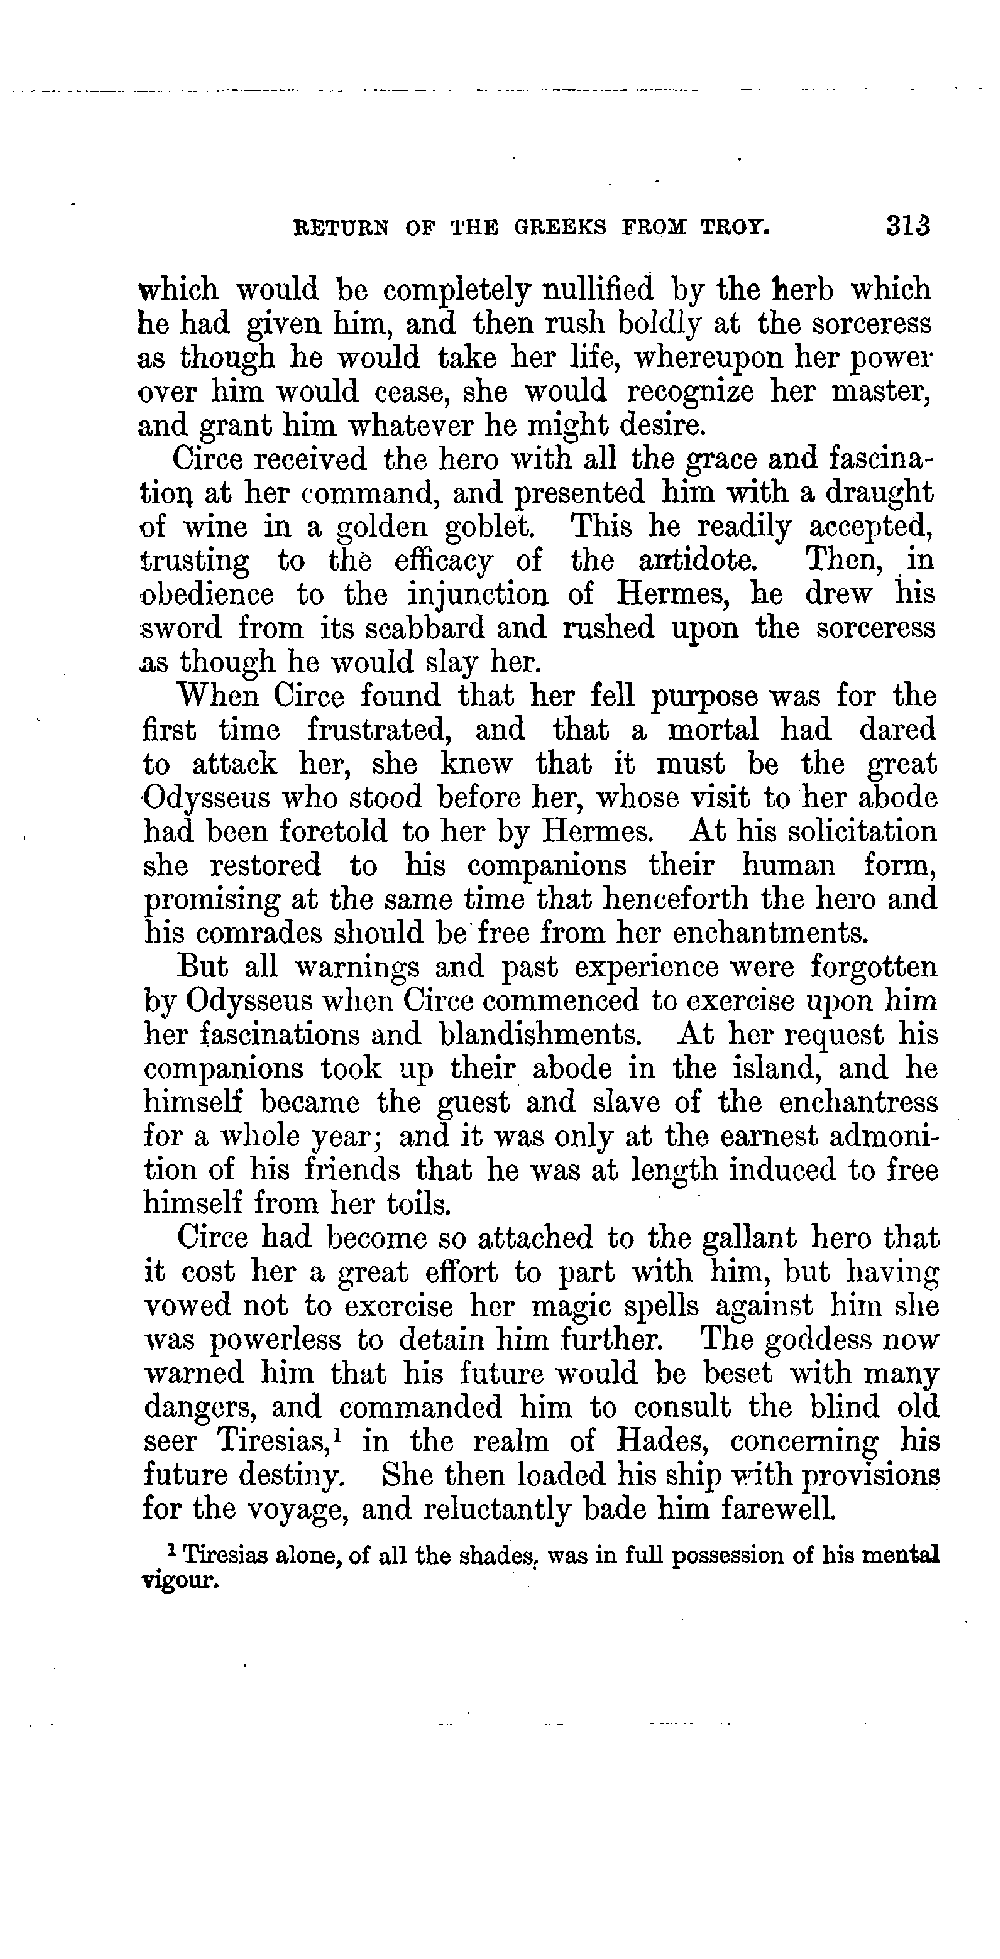 RETURN OF THE GREEKS FROM TROY. 313
which would be completely nullified by the herb which
he had given him, and then rush boldly at the sorceress
as though he would take her life, whereupon her power
over him would cease, she would recognize her master,
and grant him whatever he might desire.
Circe received the hero with all the grace and fascina-
tion at her command, and presented him with a draught
of wine in a golden goblet. This he readily accepted,
trusting to the efficacy of the antidote. Then, in
obedience to the injunction of Hermes, he drew his
sword from its scabbard and rushed upon the sorceress
as though he would slay her.
When Circe found that her fell purpose was for the
first time frustrated, and that a mortal had dared
to attack her, she knew that it must be the great
Odysseus who stood before her, whose visit to her abode
had been foretold to her by Hermes. At his solicitation
she restored to his companions their human form,
promising at the same time that henceforth the hero and
his comrades should be free from her enchantments.
But all warnings and past experience were forgotten
by Odysseus when Circe commenced to exercise upon him
her fascinations and blandishments. At her request his
companions took up their abode in the island, and he
himself became the guest and slave of the enchantress
for a whole year; and it was only at the earnest admoni-
tion of his friends that he was at length induced to free
himself from her toils.
Circe had become so attached to the gallant hero that
it cost her a great effort to part with him, but having
vowed not to exercise her magic spells against him she
was powerless to detain him further. The goddess now
warned him that his future would be beset with many
dangers, and commanded him to consult the blind old
seer Tiresias,¹ in the realm of Hades, concerning his
future destiny. She then loaded his ship with provisions
for the voyage, and reluctantly bade him farewell.
¹ Tiresias alone, of all the shades, was in full possession of his mental
vigour.